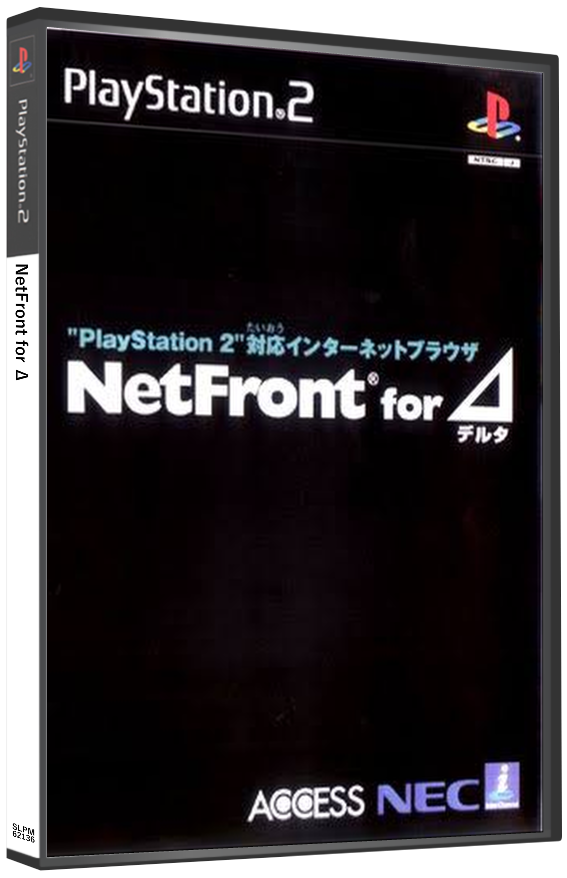 PlayStation®2
NTSC J
たいおう
"PlayStation 2"対応インターネットブラウザ
NetFront® for Δ
デルタ
ACCESS NEC
InterChannel
PlayStation®2
NetFront for Δ
SLPM
62136